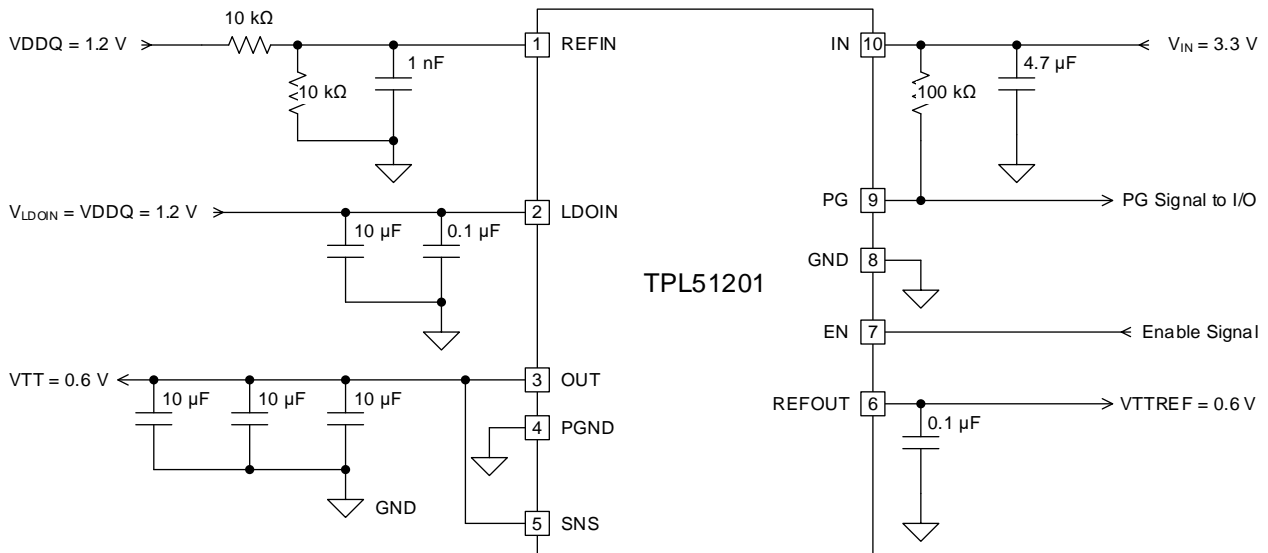 10 kΩ
VDDQ = 1.2 V
1 REFIN
IN 10
VIN = 3.3 V
10 kΩ
1 nF
100 kΩ
4.7 µF
VLDOIN = VDDQ = 1.2 V
2 LDOIN
PG 9
PG Signal to I/O
10 µF
0.1 µF
GND 8
TPL51201
EN 7
Enable Signal
VTT = 0.6 V
3 OUT
10 µF
10 µF
10 µF
REFOUT 6
VTTREF = 0.6 V
4 PGND
0.1 µF
GND
5 SNS